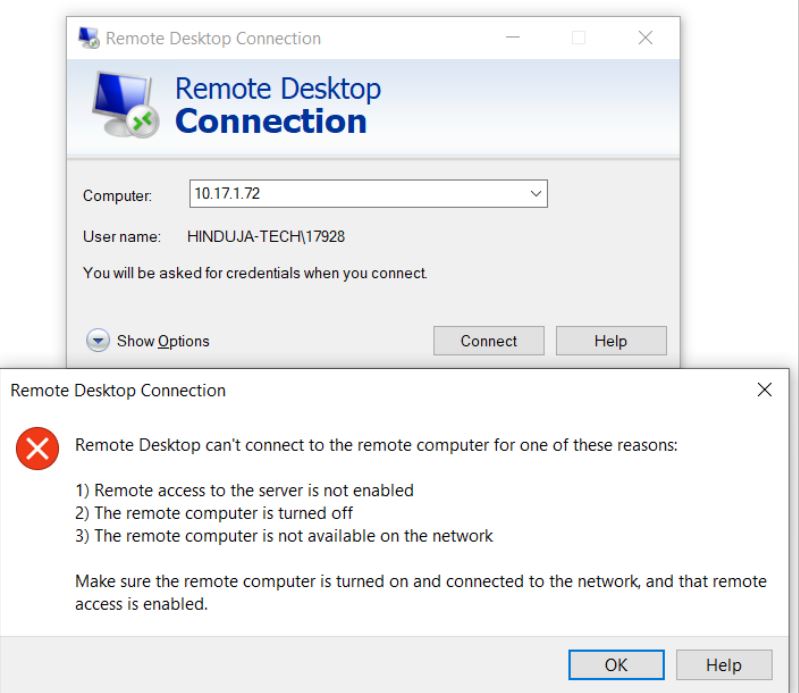 Remote Desktop Connection
Remote Desktop
Connection
Computer:
10.17.1.72
User name:
HINDUJA-TECH\17928
You will be asked for credentials when you connect.
Show Options
Connect
Help
Remote Desktop Connection
Remote Desktop can't connect to the remote computer for one of these reasons:
1) Remote access to the server is not enabled
2) The remote computer is turned off
3) The remote computer is not available on the network
Make sure the remote computer is turned on and connected to the network, and that remote
access is enabled.
OK
Help